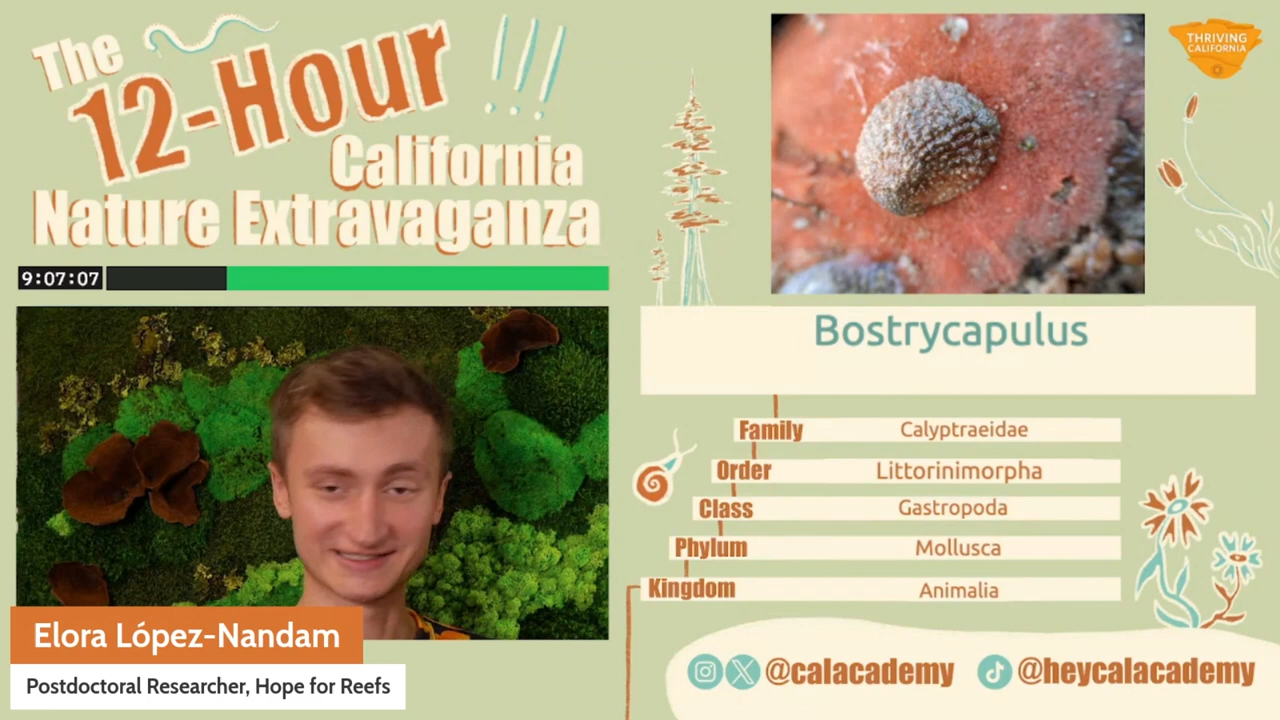 The
12-Hour!!!
California
Nature Extravaganza
9:07:07
THRIVING
CALIFORNIA
Bostrycapulus
Family Calyptraeidae
Order Littorinimorpha
Class Gastropoda
Phylum Mollusca
Kingdom Animalia
Elora López-Nandam
Postdoctoral Researcher, Hope for Reefs
@calacademy @heycalacademy